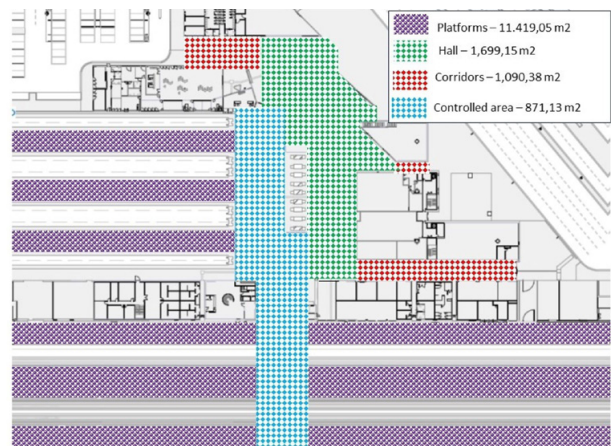 Platforms – 11.419,05 m2
Hall – 1,699,15 m2
Corridors – 1,090,38 m2
Controlled area – 871,13 m2